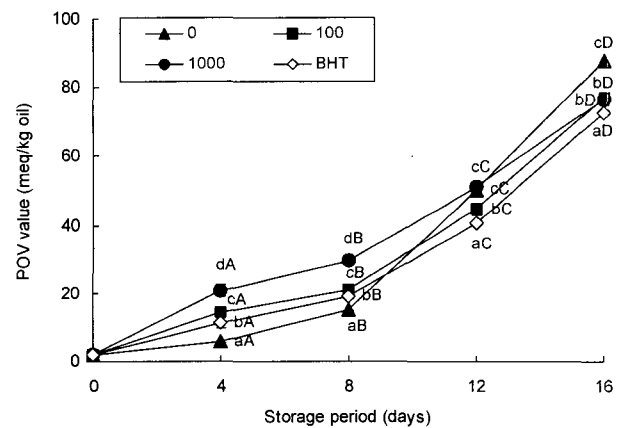 100
0
100
1000
BHT
cD
bD
bD
aD
80
60
POV value (meq/kg oil)
cC
cC
bC
aC
40
dB
cB
bB
aB
dA
cA
bA
aA
20
0
0
4
8
12
16
Storage period (days)